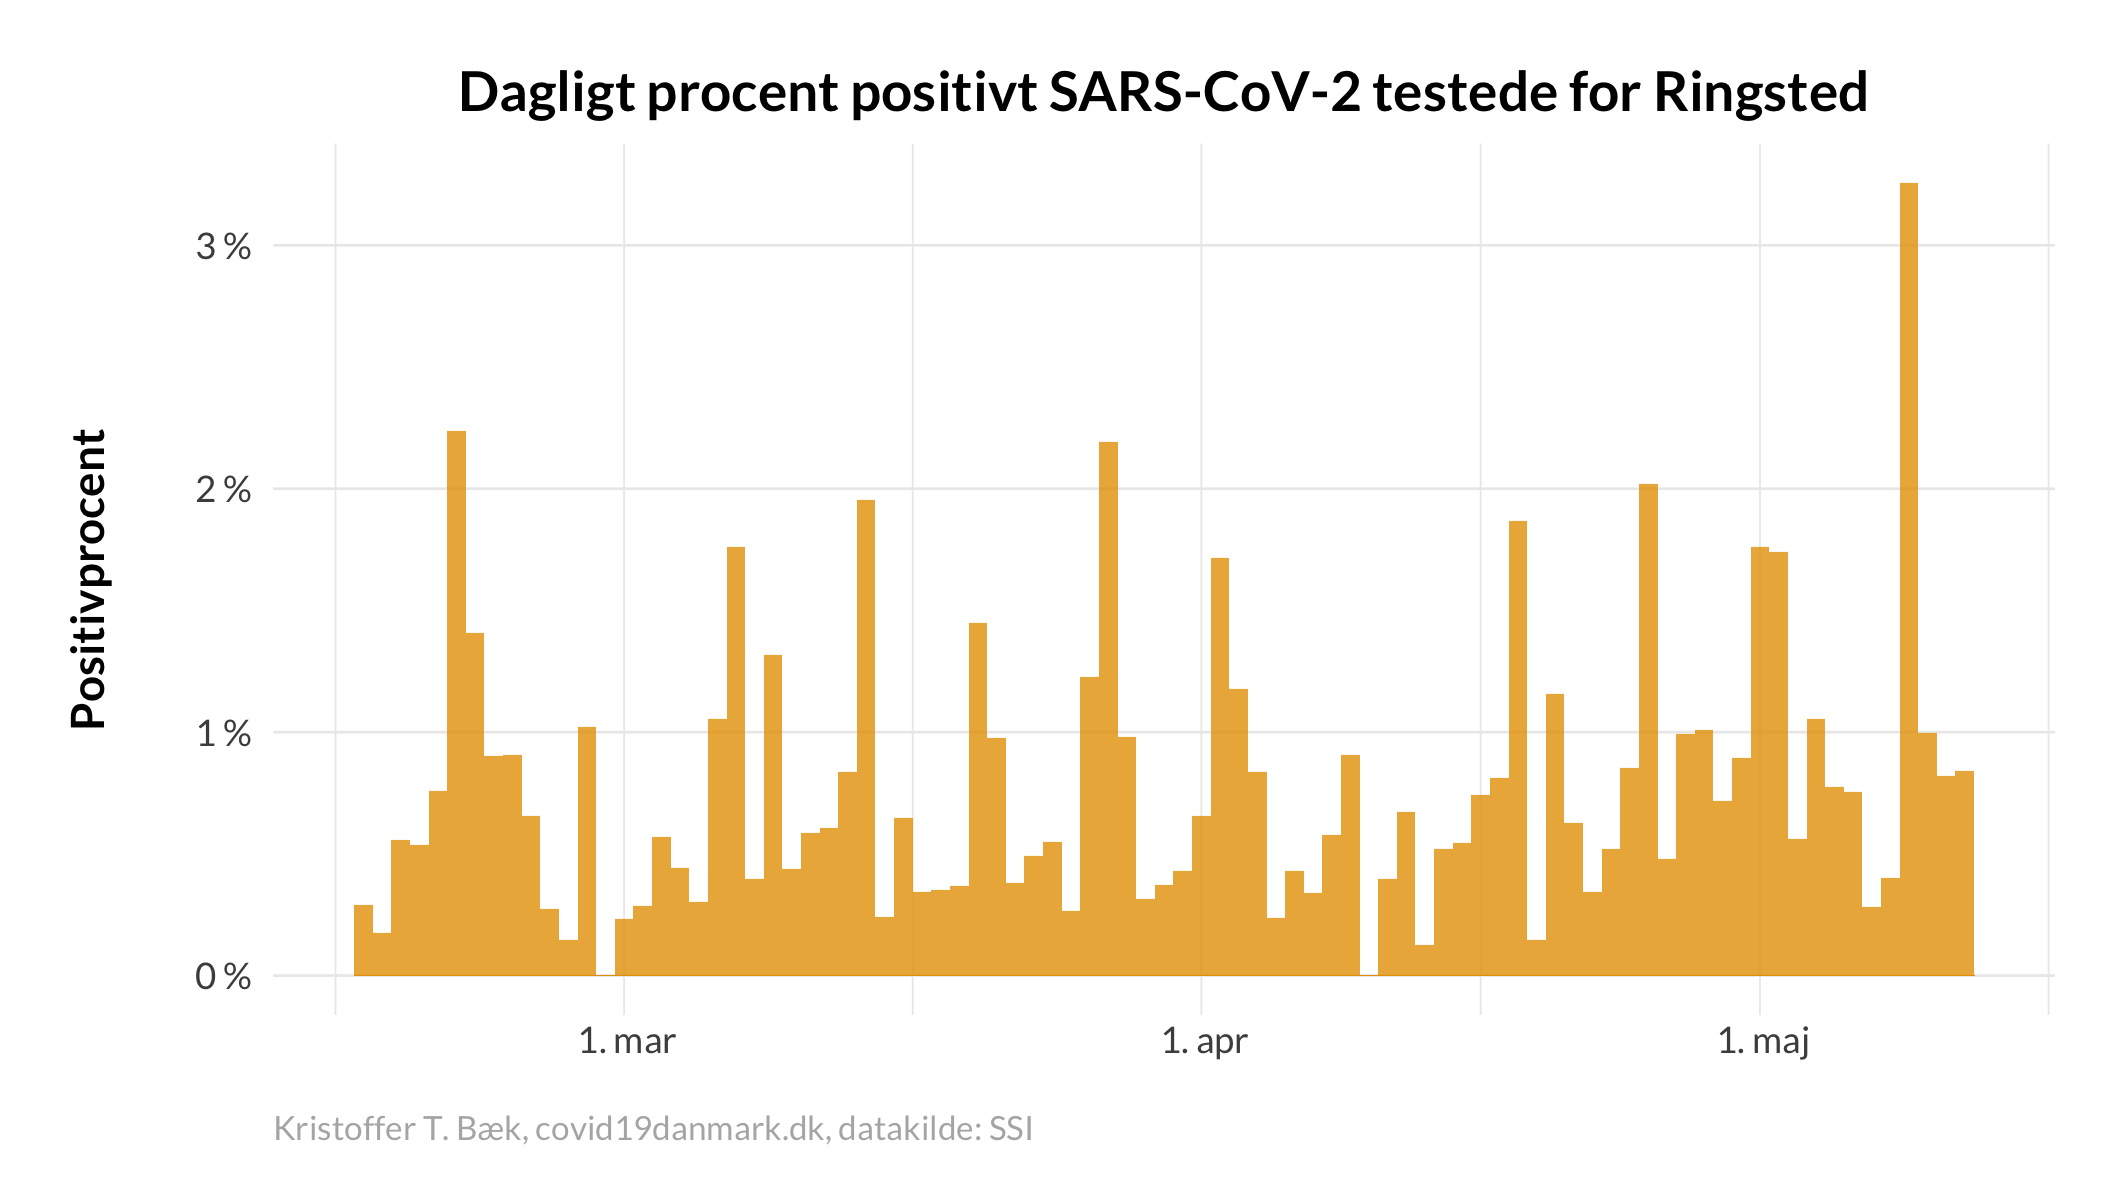 Dagligt procent positivt SARS-CoV-2 testede for Ringsted
Positivprocent
3 %
2 %
1 %
0 %
1. mar
1. apr
1. maj
Kristoffer T. Bæk, covid19danmark.dk, datakilde: SSI